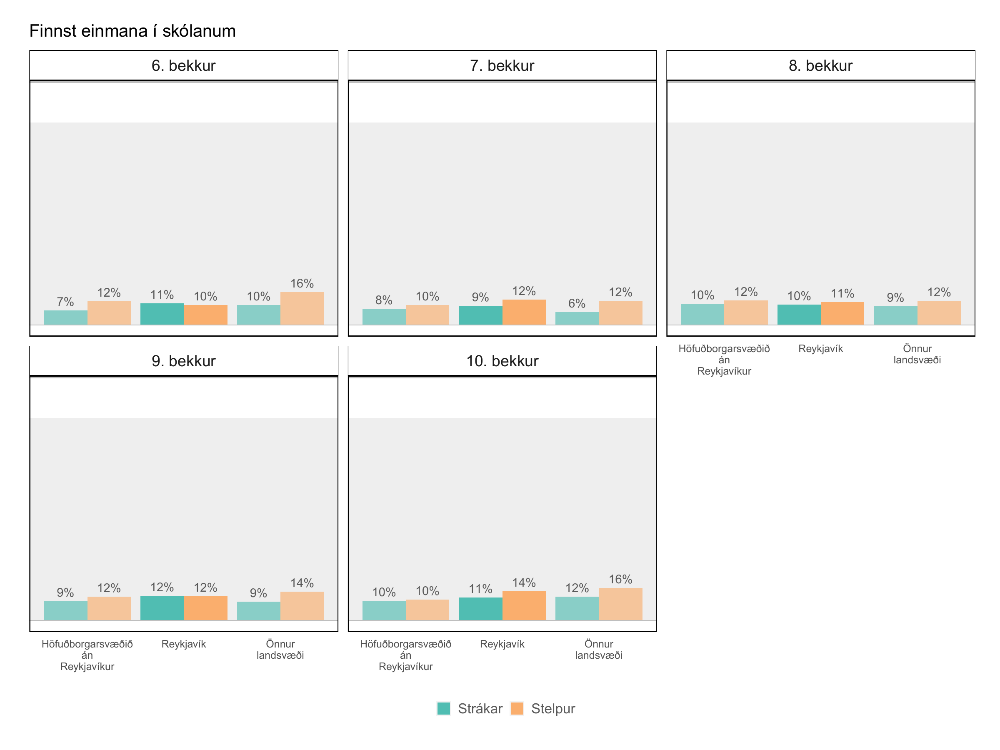 Finnst einmana í skólanum
6. bekkur
7% 12% 11% 10% 10% 16%
7. bekkur
8% 10% 9% 12% 6% 12%
8. bekkur
10% 12% 10% 11% 9% 12%
Höfuðborgarsvæðið
án
Reykjavíkur
Reykjavík
Önnur
landsvæði
9. bekkur
9% 12% 12% 12% 9% 14%
Höfuðborgarsvæðið
án
Reykjavíkur
Reykjavík
Önnur
landsvæði
10. bekkur
10% 10% 11% 14% 12% 16%
Höfuðborgarsvæðið
án
Reykjavíkur
Reykjavík
Önnur
landsvæði
Strákar Stelpur